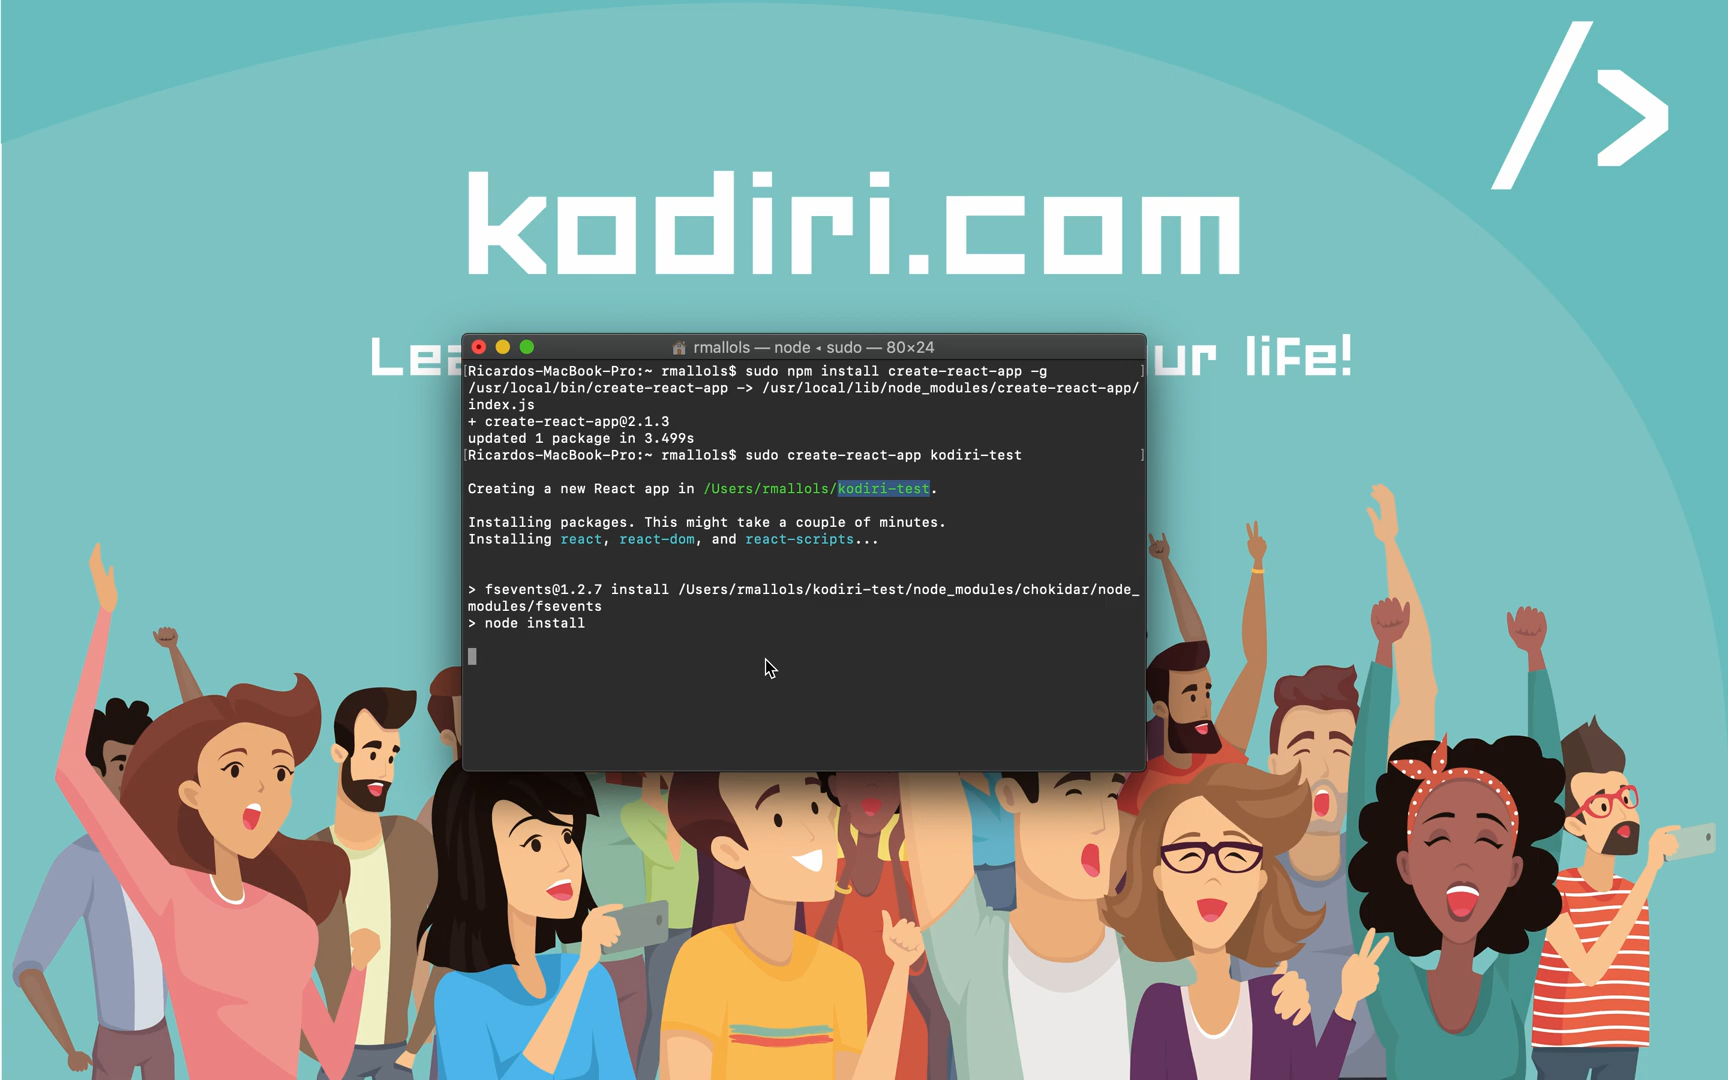 />
kodiri.com
Lea
ur life!
rmallols — node ◂ sudo — 80×24
[Ricardos-MacBook-Pro:~ rmallols$ sudo npm install create-react-app -g ]
/usr/local/bin/create-react-app -> /usr/local/lib/node_modules/create-react-app/
index.js
+ create-react-app@2.1.3
updated 1 package in 3.499s
[Ricardos-MacBook-Pro:~ rmallols$ sudo create-react-app kodiri-test ]
Creating a new React app in /Users/rmallols/kodiri-test.
Installing packages. This might take a couple of minutes.
Installing react, react-dom, and react-scripts...
> fsevents@1.2.7 install /Users/rmallols/kodiri-test/node_modules/chokidar/node_
modules/fsevents
> node install